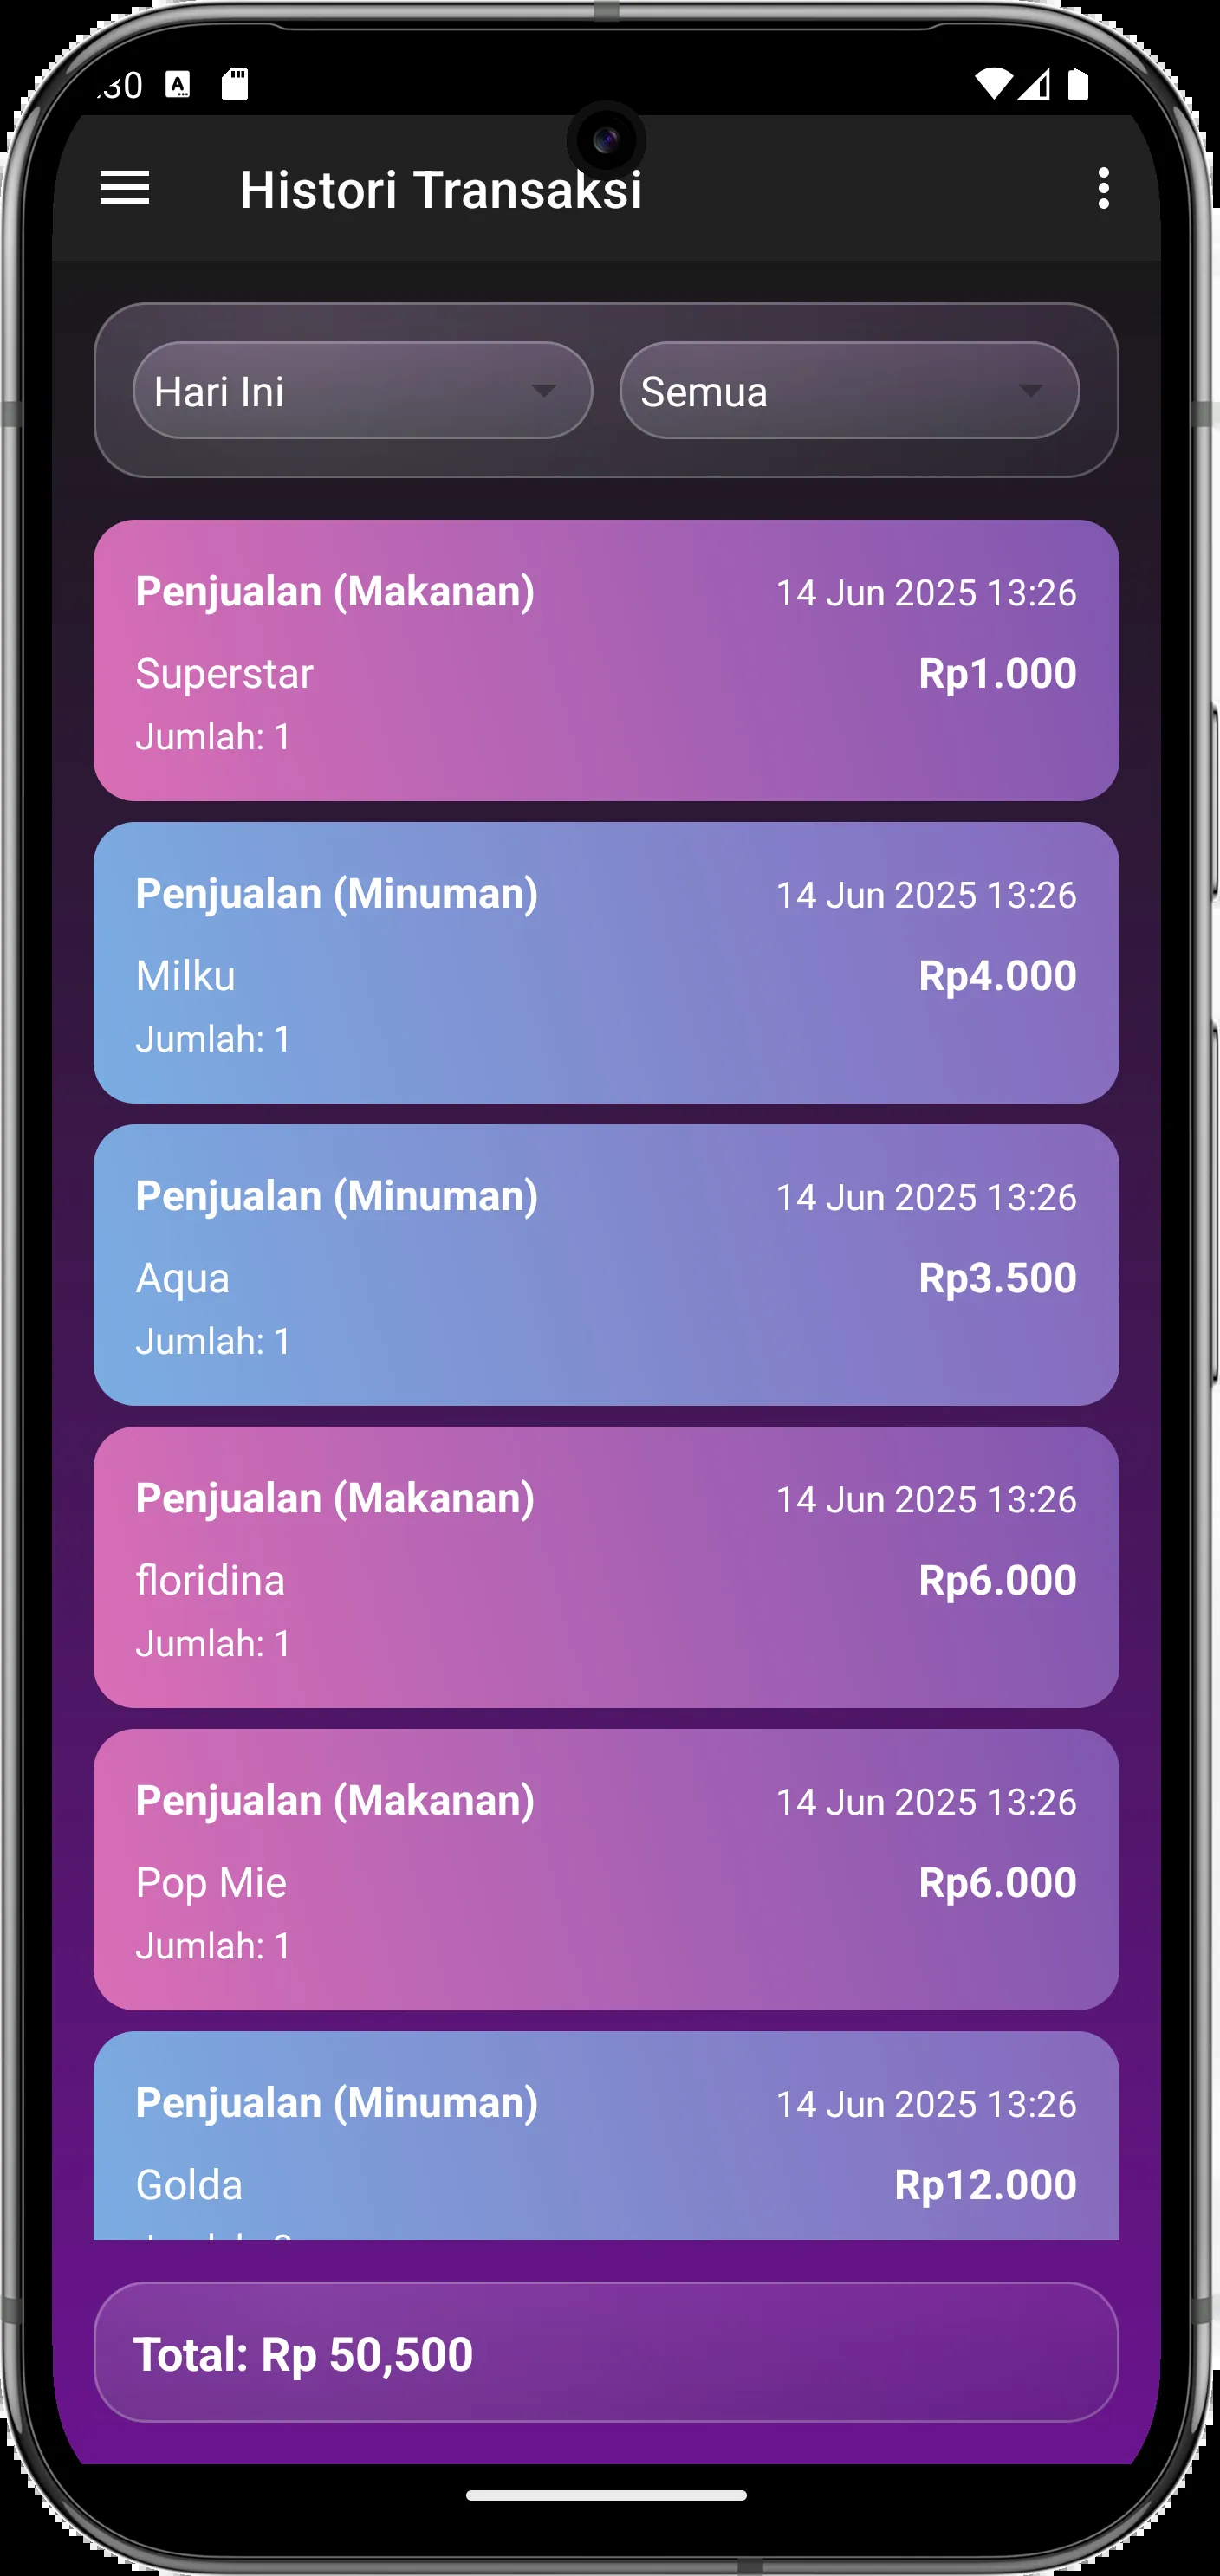 :30
Histori Transaksi
Hari Ini Semua
Penjualan (Makanan) 14 Jun 2025 13:26
Superstar Rp1.000
Jumlah: 1
Penjualan (Minuman) 14 Jun 2025 13:26
Milku Rp4.000
Jumlah: 1
Penjualan (Minuman) 14 Jun 2025 13:26
Aqua Rp3.500
Jumlah: 1
Penjualan (Makanan) 14 Jun 2025 13:26
floridina Rp6.000
Jumlah: 1
Penjualan (Makanan) 14 Jun 2025 13:26
Pop Mie Rp6.000
Jumlah: 1
Penjualan (Minuman) 14 Jun 2025 13:26
Golda Rp12.000
Total: Rp 50,500